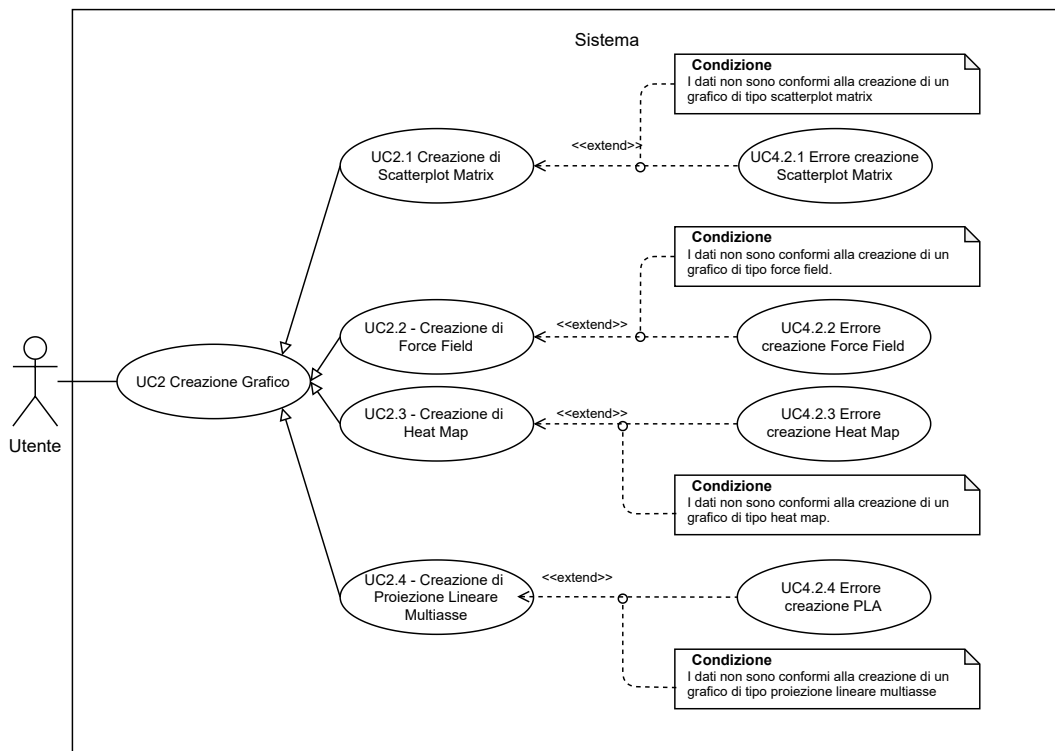 Sistema
Condizione
I dati non sono conformi alla creazione di un
grafico di tipo scatterplot matrix
<<extend>>
UC2.1 Creazione di
Scatterplot Matrix
UC4.2.1 Errore creazione
Scatterplot Matrix
Condizione
I dati non sono conformi alla creazione di un
grafico di tipo force field.
<<extend>>
UC2.2 - Creazione di
Force Field
UC4.2.2 Errore
creazione Force Field
UC2 Creazione Grafico
Utente
<<extend>>
UC2.3 - Creazione di
Heat Map
UC4.2.3 Errore
creazione Heat Map
Condizione
I dati non sono conformi alla creazione di un
grafico di tipo heat map.
<<extend>>
UC2.4 - Creazione di
Proiezione Lineare
Multiasse
UC4.2.4 Errore
creazione PLA
Condizione
I dati non sono conformi alla creazione di un
grafico di tipo proiezione lineare multiasse